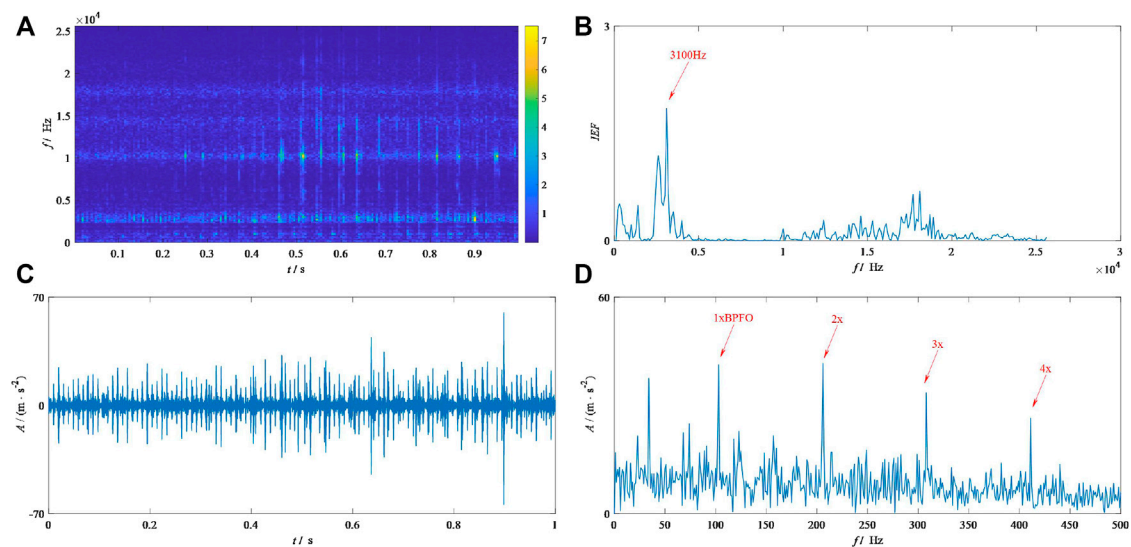 A
×10⁴
2.5
2
1.5
1
0.5
0
f / Hz
0.1 0.2 0.3 0.4 0.5 0.6 0.7 0.8 0.9
t / s
7
6
5
4
3
2
1
B
3
0
IEF
3100Hz
0 0.5 1 1.5 2 2.5 3
f / Hz
×10⁴
C
70
0
-70
A / (m · s⁻²)
0 0.2 0.4 0.6 0.8 1
t / s
D
60
0
A / (m · s⁻²)
1xBPFO
2x
3x
4x
0 50 100 150 200 250 300 350 400 450 500
f / Hz